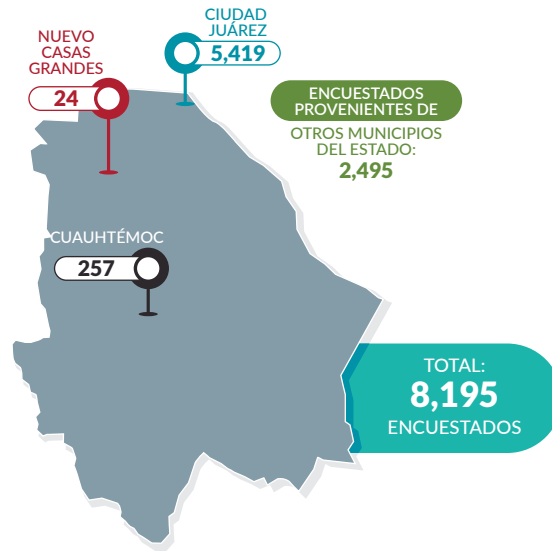 CIUDAD
JUÁREZ
5,419
NUEVO
CASAS
GRANDES
24
ENCUESTADOS
PROVENIENTES DE
OTROS MUNICIPIOS
DEL ESTADO:
2,495
CUAUHTÉMOC
257
TOTAL:
8,195
ENCUESTADOS